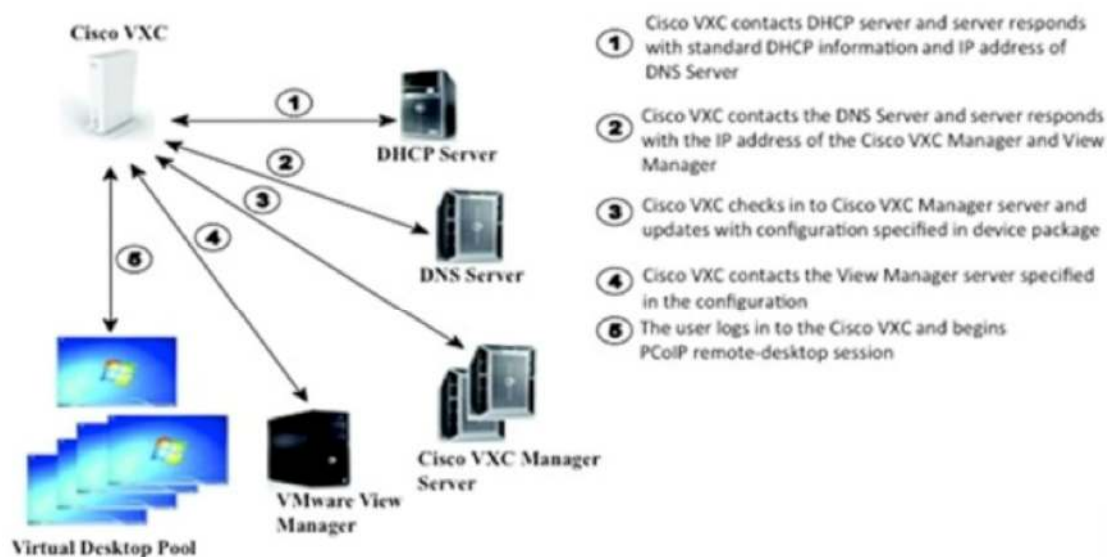 Cisco VXC
1
DHCP Server
2
3
DNS Server
4
5
Cisco VXC Manager
Server
VMware View
Manager
Virtual Desktop Pool
1
Cisco VXC contacts DHCP server and server responds
with standard DHCP information and IP address of
DNS Server
2
Cisco VXC contacts the DNS Server and server responds
with the IP address of the Cisco VXC Manager and View
Manager
3
Cisco VXC checks in to Cisco VXC Manager server and
updates with configuration specified in device package
4
Cisco VXC contacts the View Manager server specified
in the configuration
5
The user logs in to the Cisco VXC and begins
PCoIP remote-desktop session